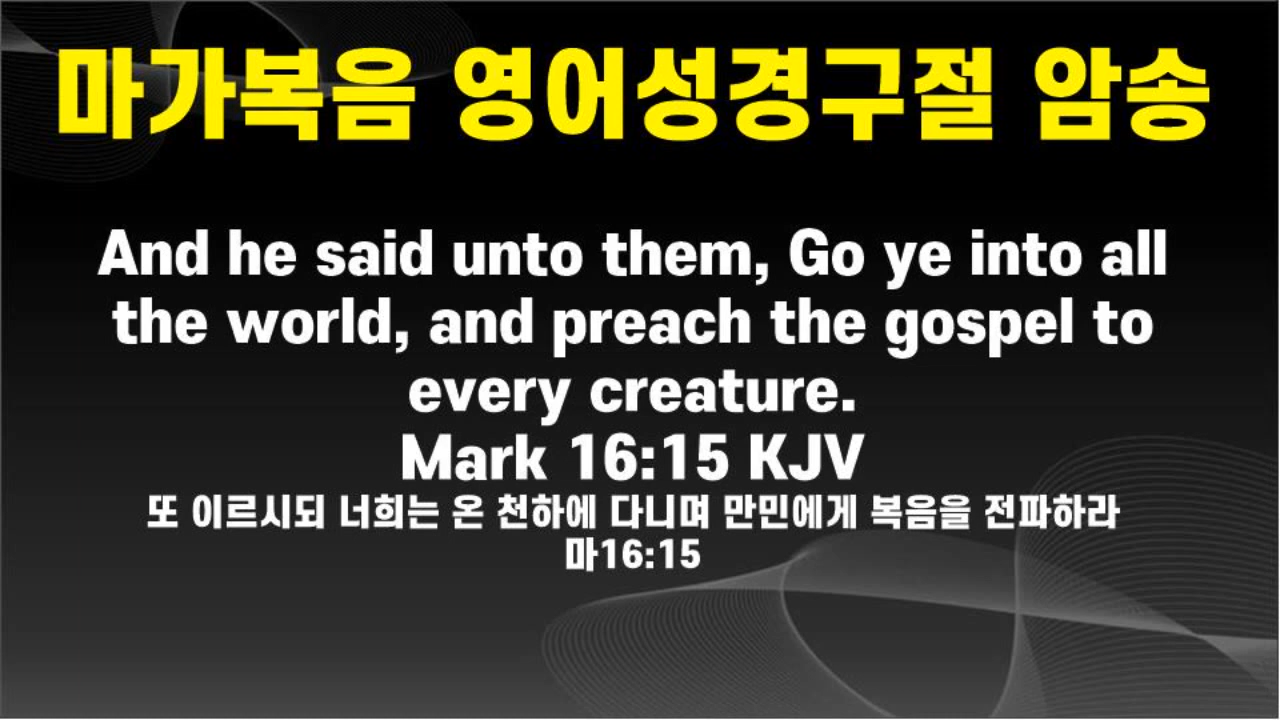 마가복음 영어성경구절 암송
And he said unto them, Go ye into all
the world, and preach the gospel to
every creature.
Mark 16:15 KJV
또 이르시되 너희는 온 천하에 다니며 만민에게 복음을 전파하라
마16:15